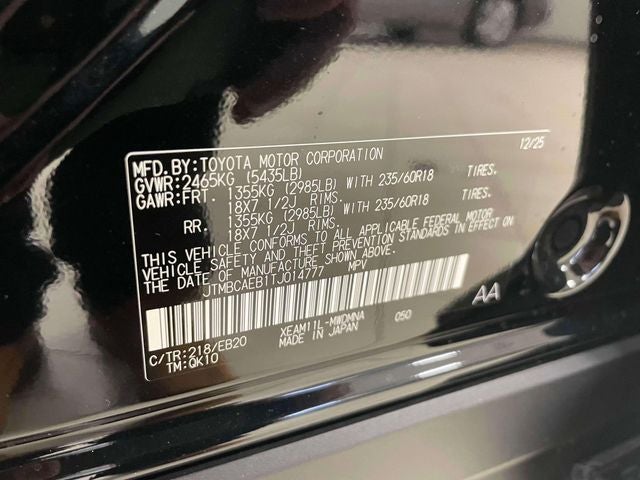 12/25
MFD. BY: TOYOTA MOTOR CORPORATION
GVWR: 2465KG (5435LB)
GAWR: FRT. 1355KG (2985LB) WITH 235/60R18 TIRES.
18X7 1/2J RIMS.
RR. 1355KG (2985LB) WITH 235/60R18 TIRES.
18X7 1/2J RIMS.
THIS VEHICLE CONFORMS TO ALL APPLICABLE FEDERAL MOTOR
VEHICLE SAFETY AND THEFT PREVENTION STANDARDS IN EFFECT ON
THE DATE OF MANUFACTURE SHOWN ABOVE.
JTMBCAEB1TJ014777 MPV
AA
C/TR: 218/EB20 XEAM11L-MWDMNA 050
TM: QK10 MADE IN JAPAN